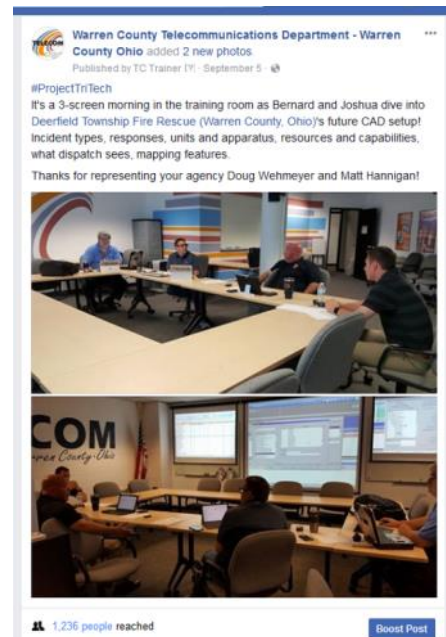 TELECOM
Warren County Telecommunications Department - Warren
County Ohio added 2 new photos.
Published by TC Trainer [?] · September 5 ·
#ProjectTriTech
It's a 3-screen morning in the training room as Bernard and Joshua dive into
Deerfield Township Fire Rescue (Warren County, Ohio)'s future CAD setup!
Incident types, responses, units and apparatus, resources and capabilities,
what dispatch sees, mapping features.
Thanks for representing your agency Doug Wehmeyer and Matt Hannigan!
COM
Warren County, Ohio
1,236 people reached
Boost Post